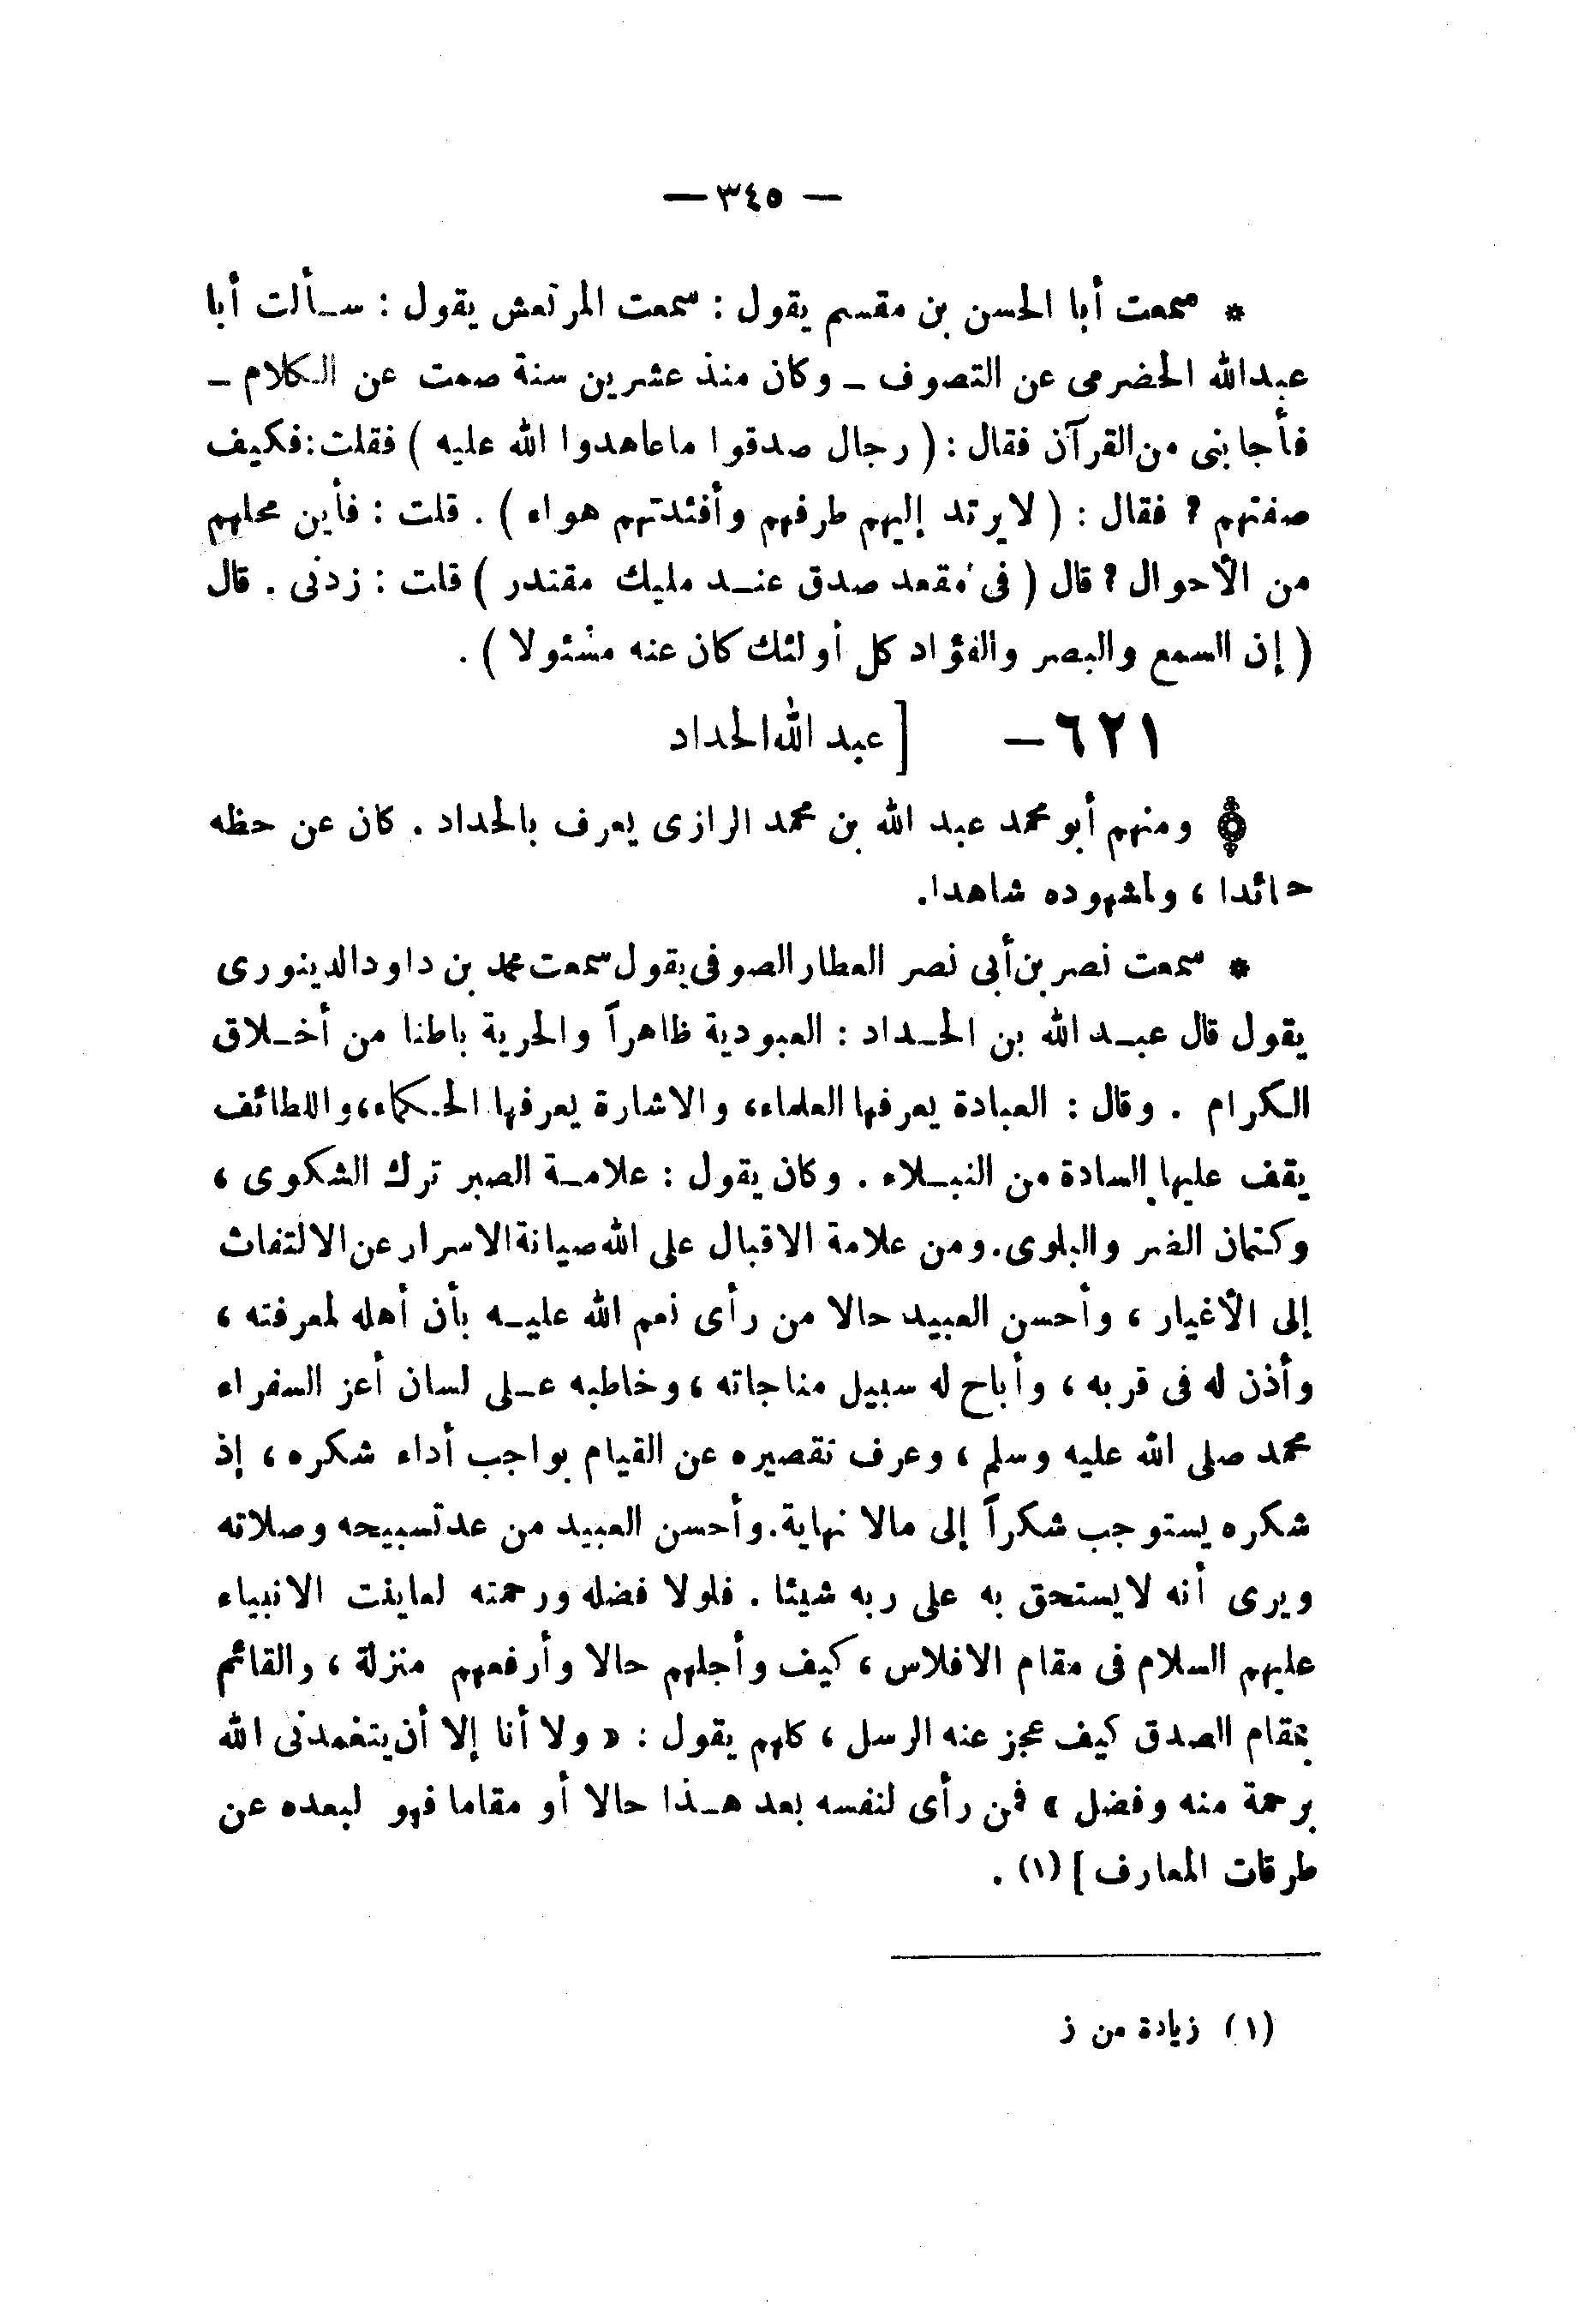 — ٣٤٥ —
* سمعت أبا الحسن بن مقسم يقول : سمعت المرتعش يقول : سألت أبا
عبدالله الحضرمى عن التصوف ــ وكان منذ عشرين سنة صمت عن الكلام ــ
فأجابنى من القرآن فقال : ( رجال صدقوا ماعاهدوا الله عليه ) فقلت : فكيف
صفتهم ? فقال : ( لا يرتد إليهم طرفهم وأفئدتهم هواء ) . قلت : فأين محلهم
من الأحوال ? قال ( فى مقعد صدق عند مليك مقتدر ) قلت : زدنى . قال
( إن السمع والبصر والفؤاد كل أولئك كان عنه مسئولا ) .
٦٢١ — [ عبد الله الحداد
ومنهم أبو محمد عبد الله بن محمد الرازى يعرف بالحداد . كان عن حظه
حائدا ، ولمشهوده شاهدا .
* سمعت نصر بن أبى نصر العطار الصوفى يقول سمعت محمد بن داود الدينورى
يقول قال عبد الله بن الحداد : العبودية ظاهراً والحرية باطنا من أخلاق
الكرام . وقال : العبادة يعرفها العلماء، والاشارة يعرفها الحكماء، واللطائف
يقف عليها السادة من النبلاء . وكان يقول : علامة الصبر ترك الشكوى ،
وكتمان الضر والبلوى . ومن علامة الاقبال على الله صيانة الاسرار عن الالتفات
إلى الأغيار ، وأحسن العبيد حالا من رأى نعم الله عليه بأن أهله لمعرفته ،
وأذن له فى قربه ، وأباح له سبيل مناجاته ، وخاطبه على لسان أعز السفراء
محمد صلى الله عليه وسلم ، وعرف تقصيره عن القيام بواجب أداء شكره ، إذ
شكره يستوجب شكراً إلى مالا نهاية . وأحسن العبيد من عد تسبيحه وصلاته
ويرى أنه لا يستحق به على ربه شيئا . فلولا فضله ورحمته لعاينت الانبياء
عليهم السلام فى مقام الافلاس ، كيف وأجلهم حالا وأرفعهم منزلة ، والقائم
بمقام الصدق كيف عجز عنه الرسل ، كلهم يقول : « ولا أنا إلا أن يتغمدنى الله
برحمة منه وفضل » فمن رأى لنفسه بعد هذا حالا أو مقاما فهو لبعده عن
طرقات المعارف ] (١) .
(١) زيادة من ز